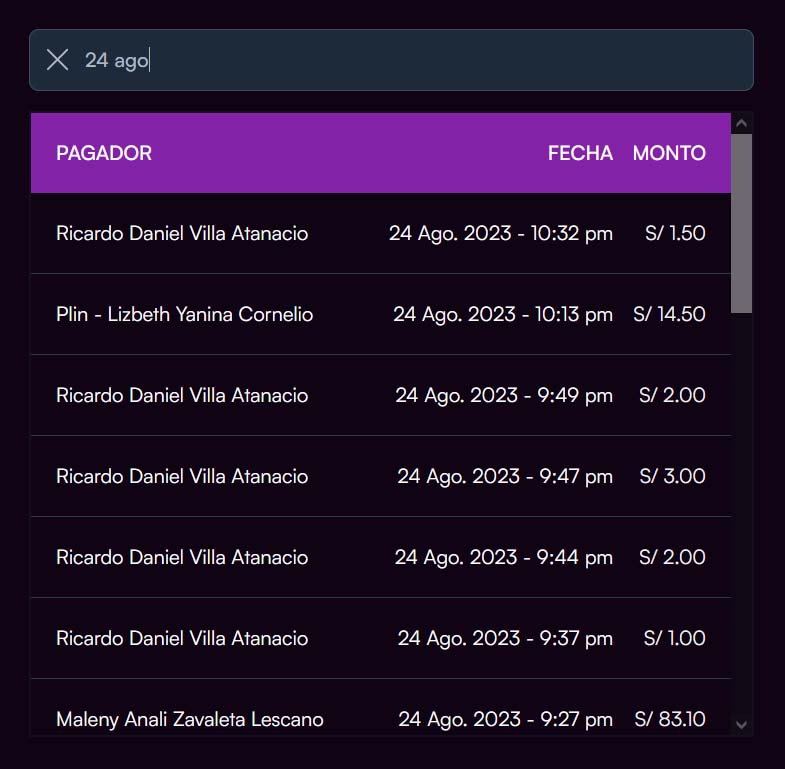 24 ago
PAGADOR FECHA MONTO
Ricardo Daniel Villa Atanacio 24 Ago. 2023 - 10:32 pm S/ 1.50
Plin - Lizbeth Yanina Cornelio 24 Ago. 2023 - 10:13 pm S/ 14.50
Ricardo Daniel Villa Atanacio 24 Ago. 2023 - 9:49 pm S/ 2.00
Ricardo Daniel Villa Atanacio 24 Ago. 2023 - 9:47 pm S/ 3.00
Ricardo Daniel Villa Atanacio 24 Ago. 2023 - 9:44 pm S/ 2.00
Ricardo Daniel Villa Atanacio 24 Ago. 2023 - 9:37 pm S/ 1.00
Maleny Anali Zavaleta Lescano 24 Ago. 2023 - 9:27 pm S/ 83.10